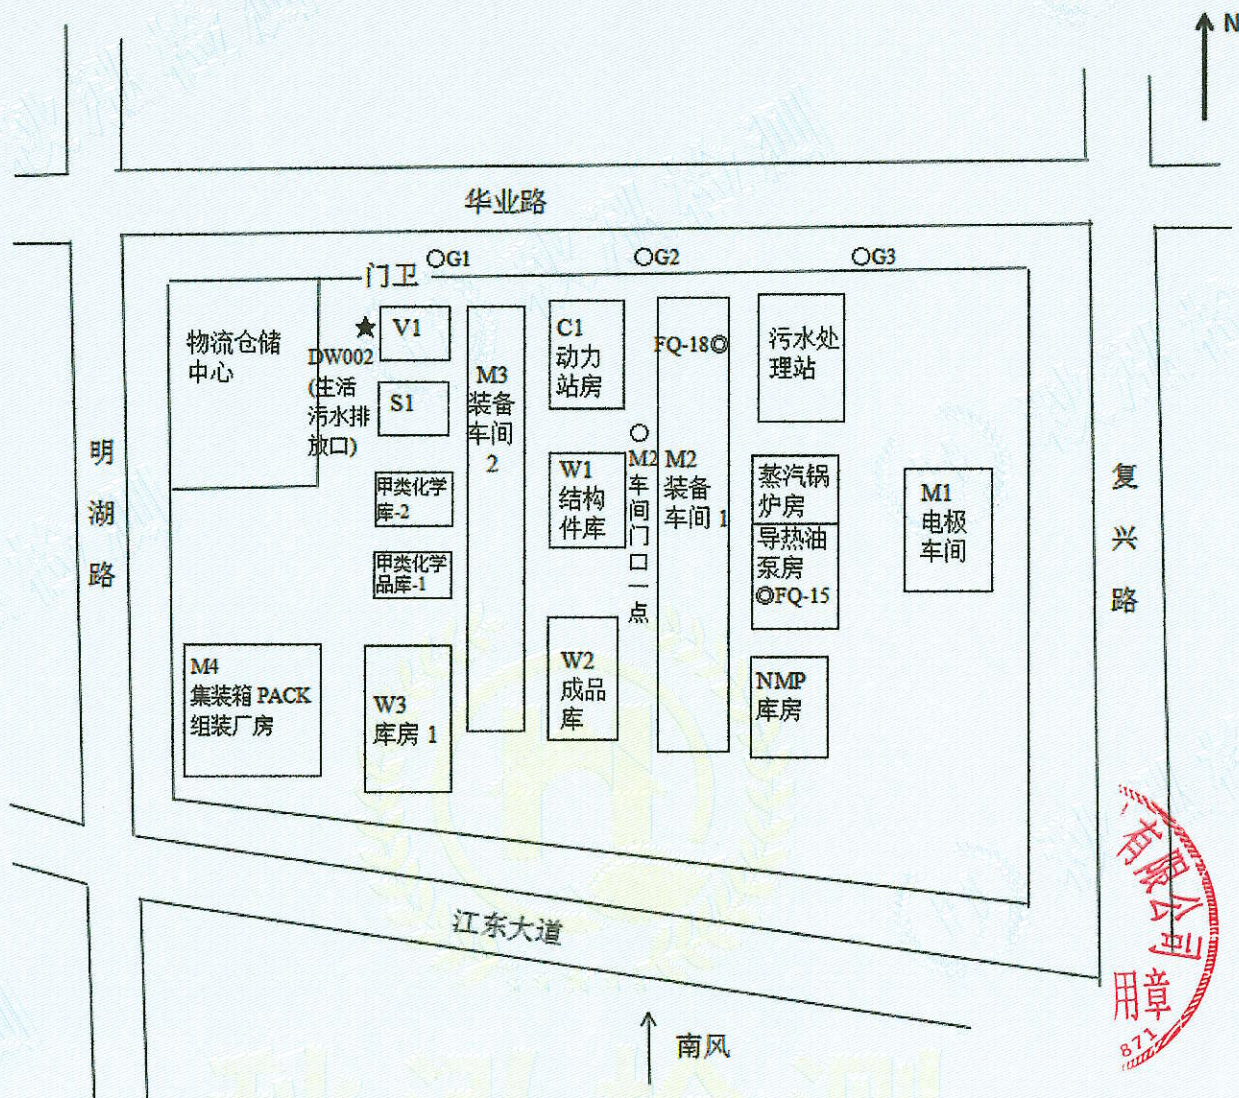 N
华业路
G1
G2
G3
门卫
物流仓储
中心
V1
DW002
(生活
污水排
放口)
S1
甲类化学
库-2
甲类化学
品库-1
M4
集装箱 PACK
组装厂房
W3
库房 1
M3
装备
车间
2
C1
动力
站房
W1
结构
件库
W2
成品
库
M2
车
间
门
口
一
点
FQ-18
M2
装备
车间 1
污水处
理站
蒸汽锅
炉房
导热油
泵房
FQ-15
NMP
库房
M1
电极
车间
明
湖
路
复
兴
路
江东大道
南风
有限公司
用章
871